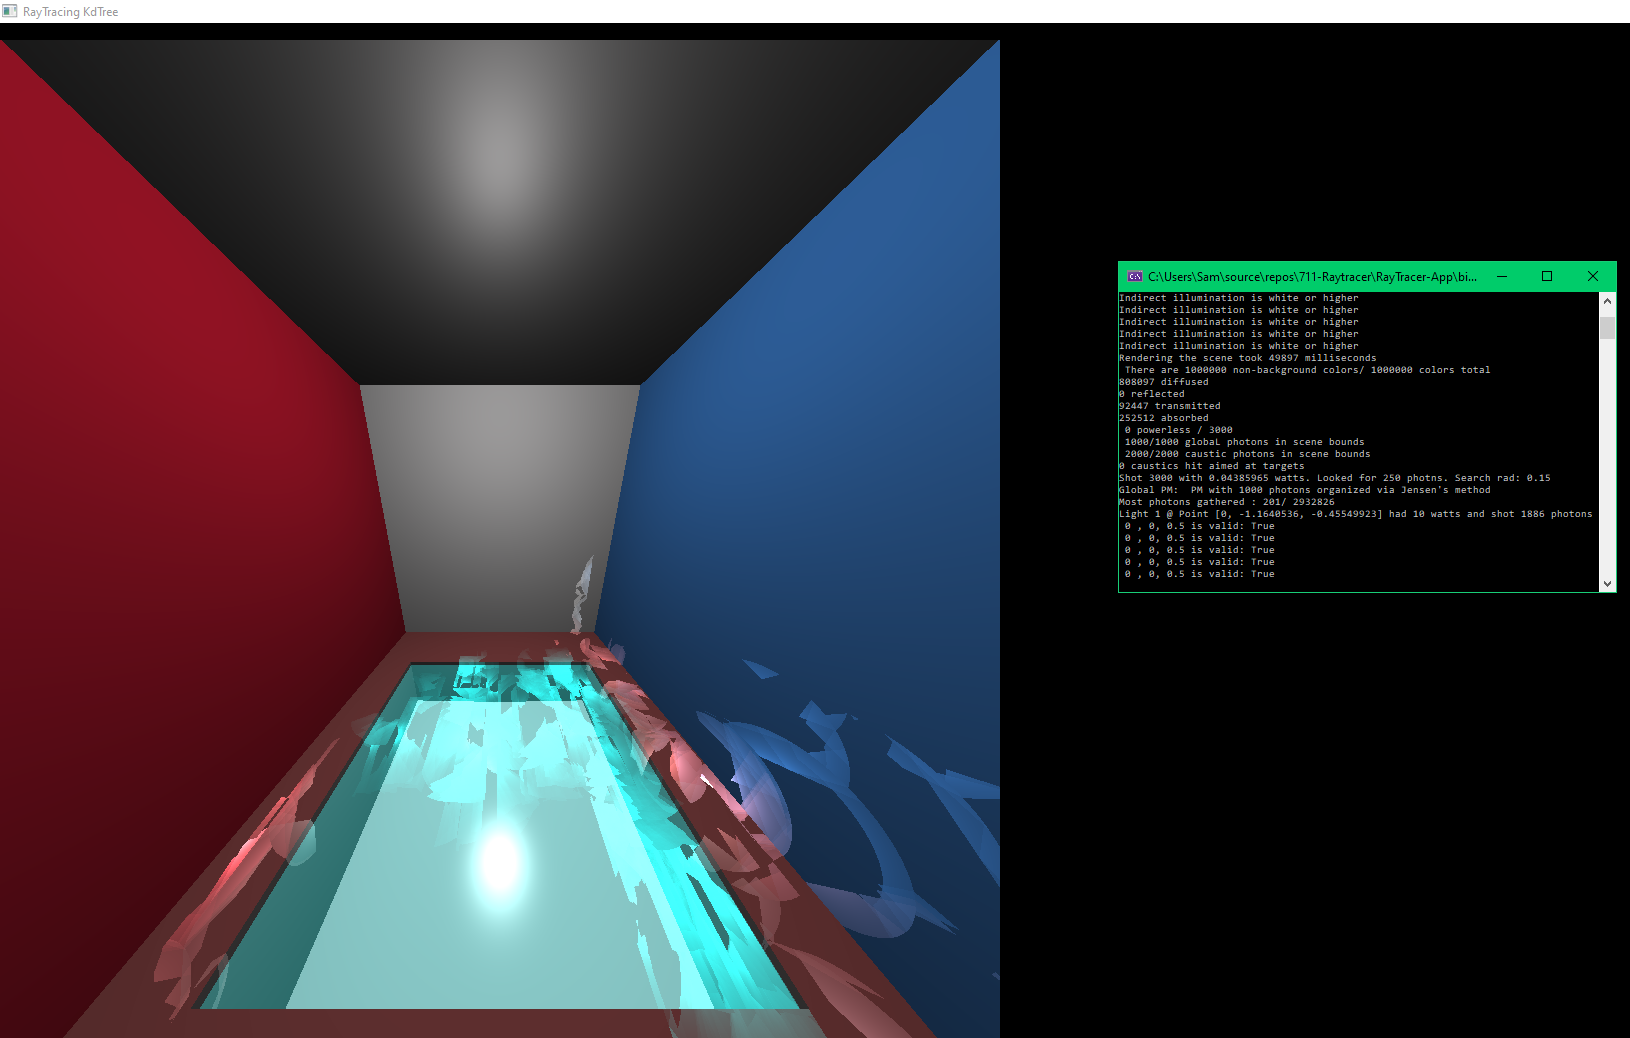 RayTracing KdTree
C:\Users\Sam\source\repos\711-Raytracer\RayTracer-App\bi...
Indirect illumination is white or higher
Indirect illumination is white or higher
Indirect illumination is white or higher
Indirect illumination is white or higher
Indirect illumination is white or higher
Rendering the scene took 49897 milliseconds
There are 1000000 non-background colors/ 1000000 colors total
808097 diffused
0 reflected
92447 transmitted
252512 absorbed
0 powerless / 3000
1000/1000 globaL photons in scene bounds
2000/2000 caustic photons in scene bounds
0 caustics hit aimed at targets
Shot 3000 with 0.04385965 watts. Looked for 250 photns. Search rad: 0.15
Global PM:  PM with 1000 photons organized via Jensen's method
Most photons gathered : 201/ 2932826
Light 1 @ Point [0, -1.1640536, -0.45549923] had 10 watts and shot 1886 photons
0 , 0, 0.5 is valid: True
0 , 0, 0.5 is valid: True
0 , 0, 0.5 is valid: True
0 , 0, 0.5 is valid: True
0 , 0, 0.5 is valid: True